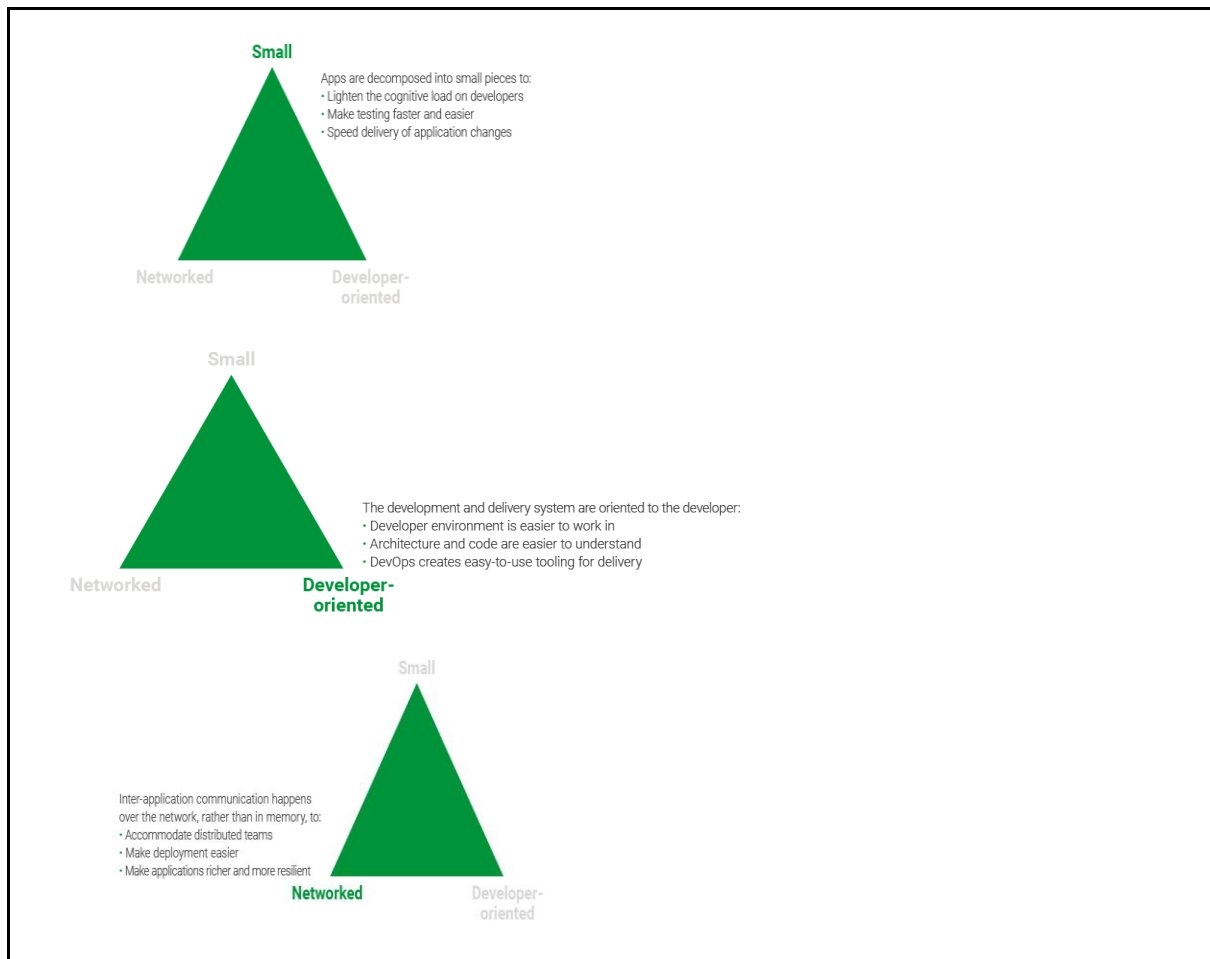 Small
Apps are decomposed into small pieces to:
• Lighten the cognitive load on developers
• Make testing faster and easier
• Speed delivery of application changes
Networked
Developer-
oriented
Small
The development and delivery system are oriented to the developer:
• Developer environment is easier to work in
• Architecture and code are easier to understand
• DevOps creates easy-to-use tooling for delivery
Networked
Developer-
oriented
Small
Inter-application communication happens
over the network, rather than in memory, to:
• Accommodate distributed teams
• Make deployment easier
• Make applications richer and more resilient
Networked
Developer-
oriented